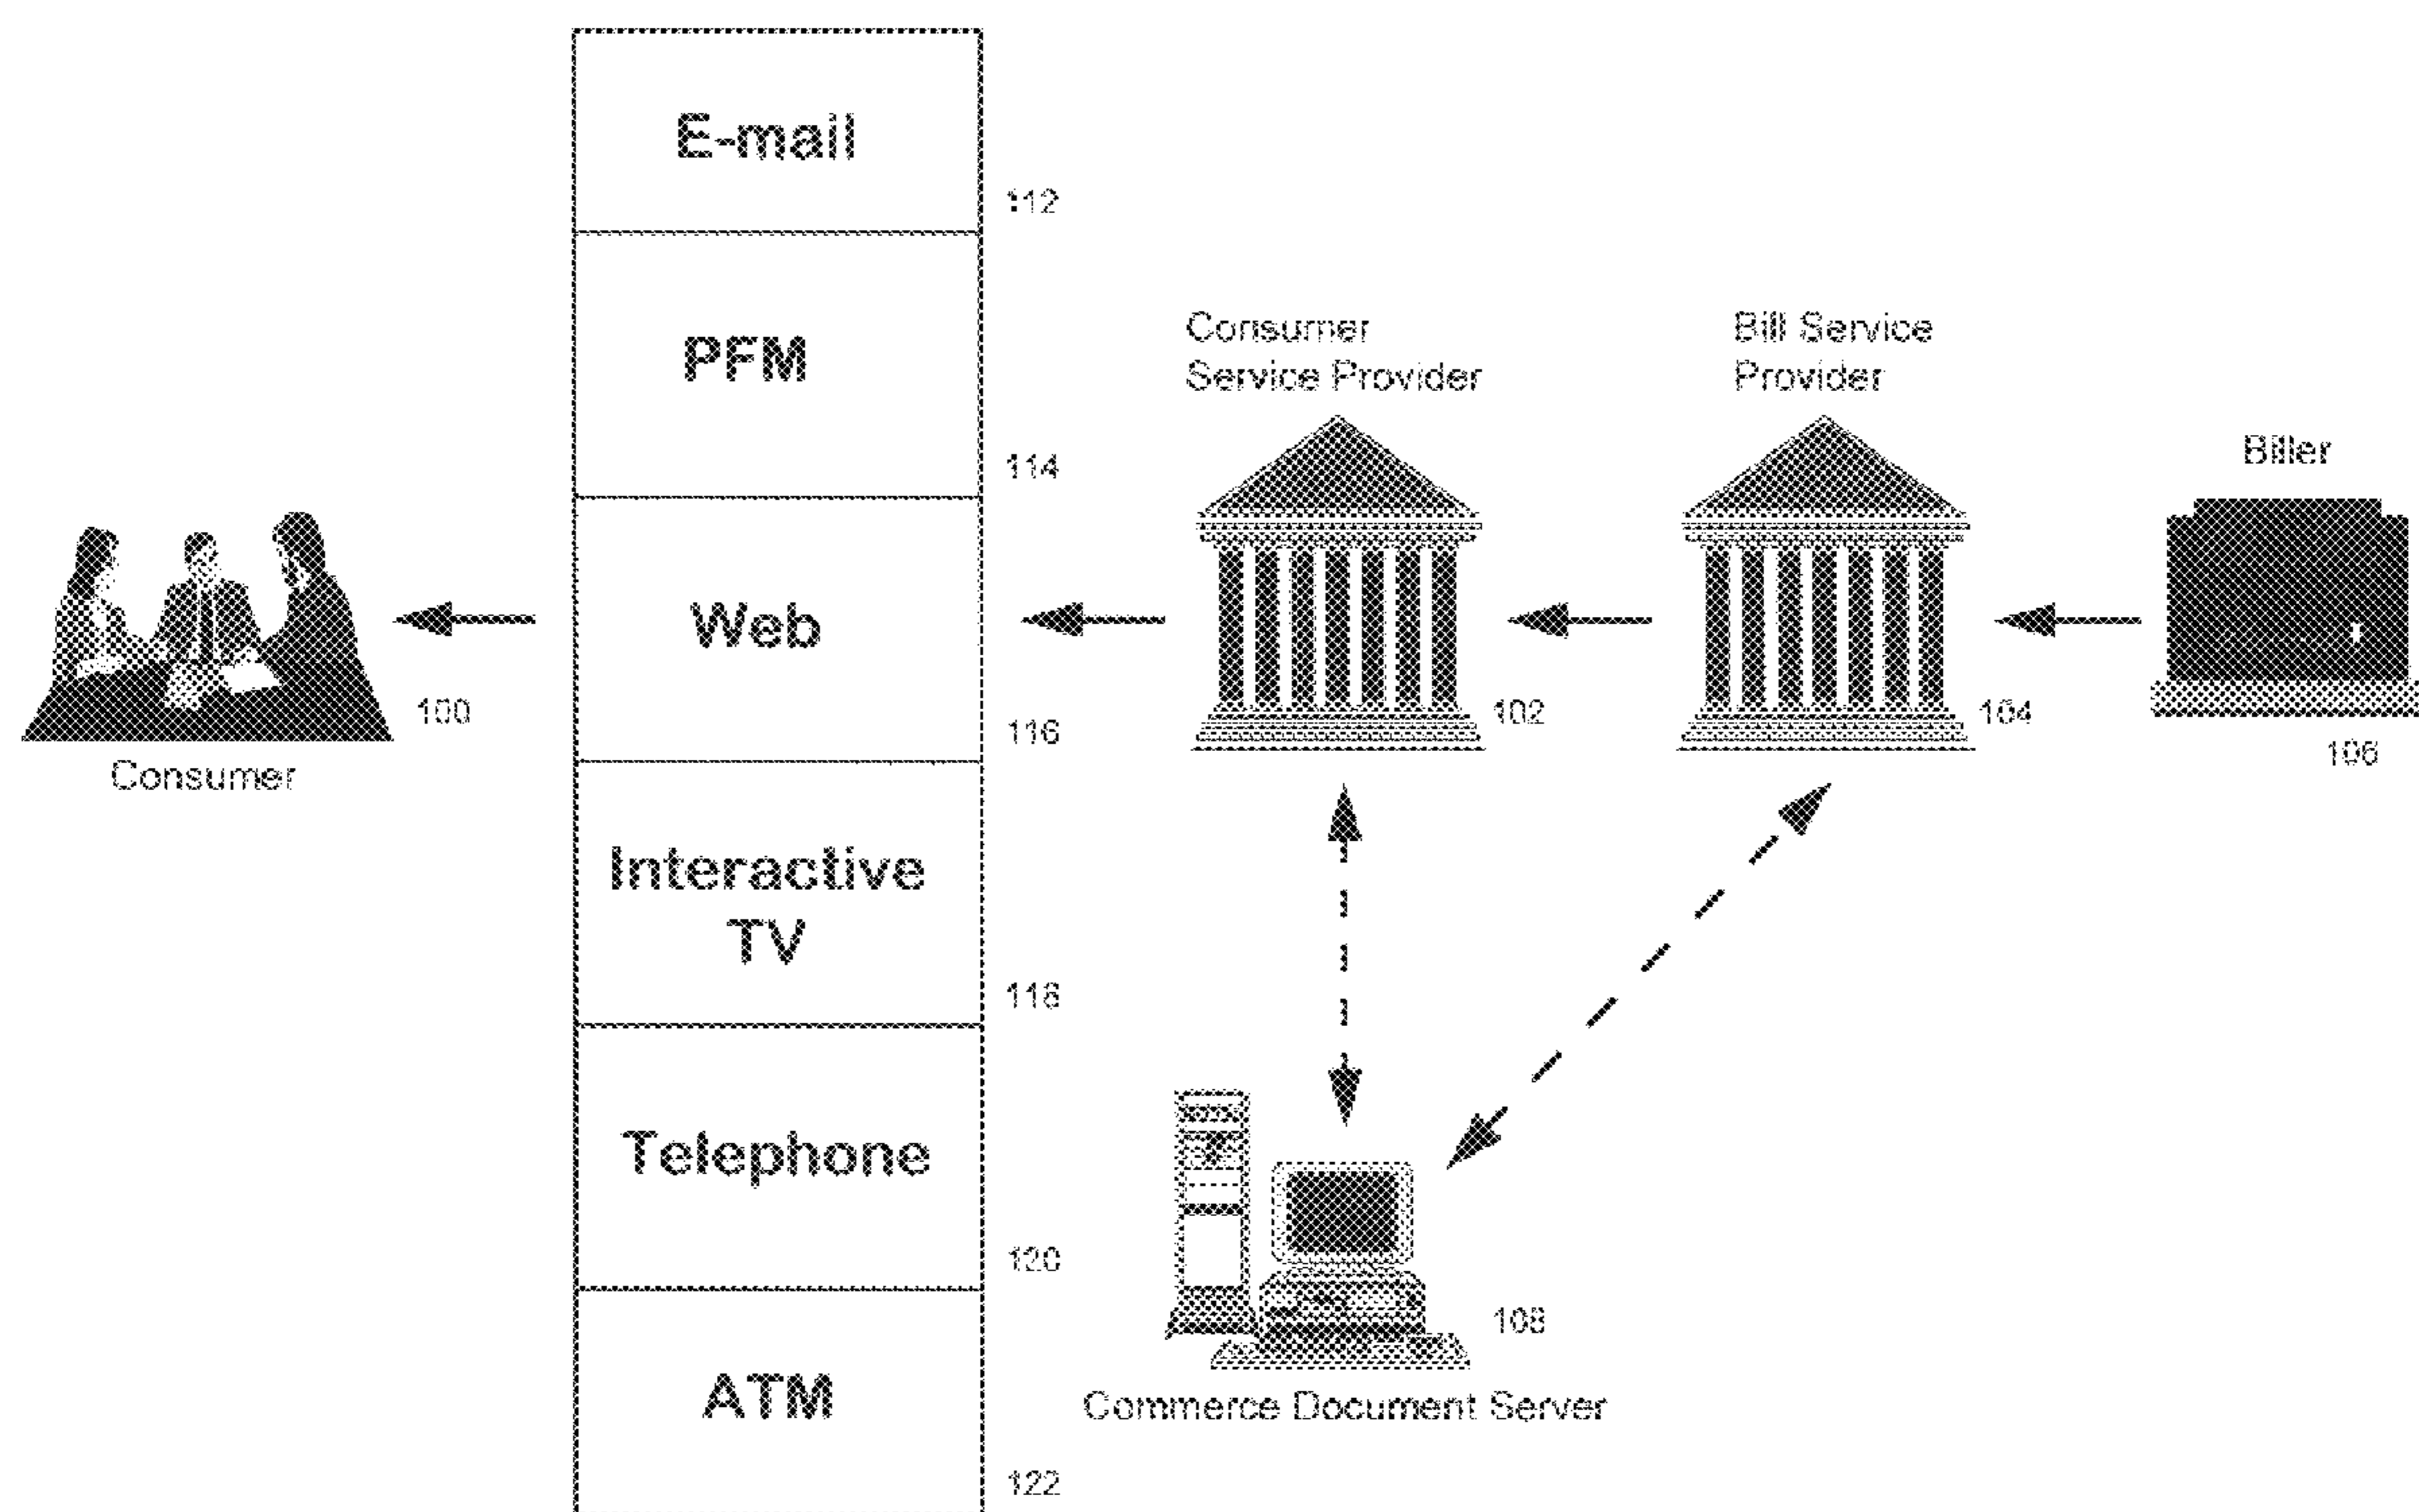 E-mail
112
PFM
114
Web
116
Interactive
TV
118
Telephone
120
ATM
122
Consumer
100
Consumer
Service Provider
102
Bill Service
Provider
104
Biller
106
108
Commerce Document Server